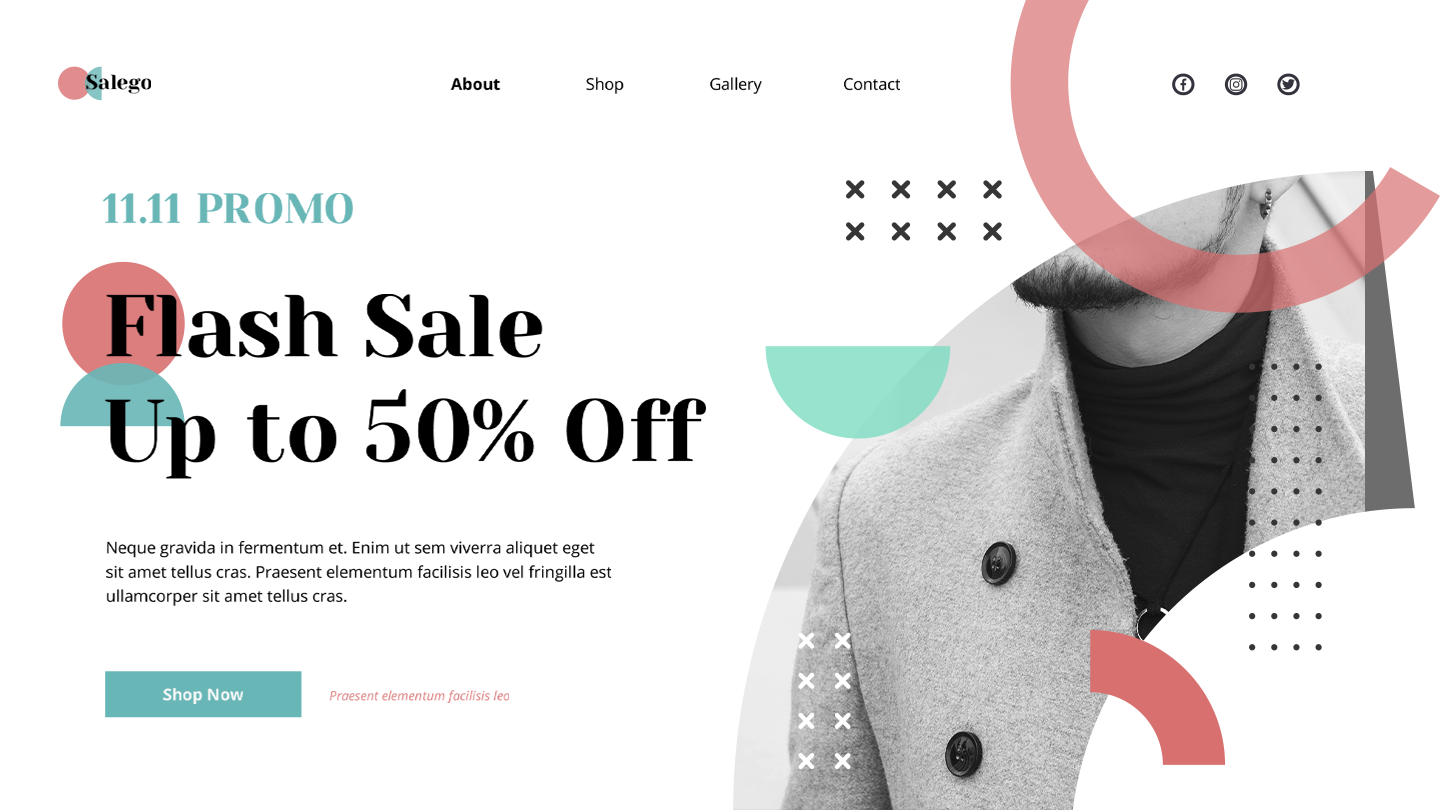 Salego
About
Shop
Gallery
Contact
11.11 PROMO
Flash Sale
Up to 50% Off
Neque gravida in fermentum et. Enim ut sem viverra aliquet eget
sit amet tellus cras. Praesent elementum facilisis leo vel fringilla est
ullamcorper sit amet tellus cras.
Shop Now
Praesent elementum facilisis leo